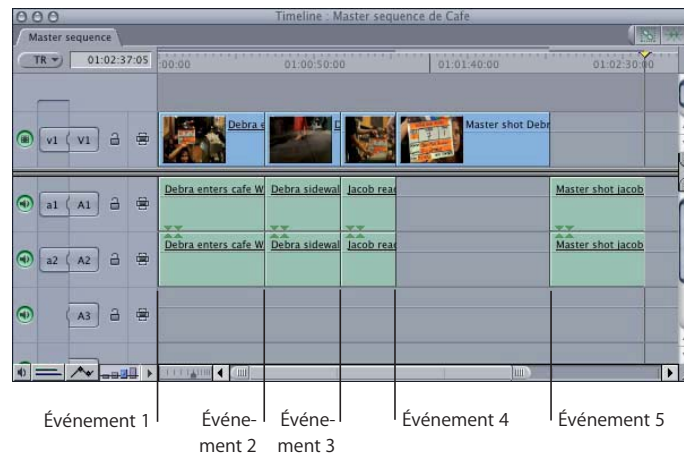 Timeline : Master sequence de Cafe
Master sequence
TR 01:02:37:05 00:00 01:00:50:00 01:01:40:00 01:02:30:00
v1 V1 Debra e D Master shot Debr
a1 A1 Debra enters cafe W Debra sidewal Jacob rea Master shot jacob
a2 A2 Debra enters cafe W Debra sidewal Jacob rea Master shot jacob
A3
Événement 1
Événe-
ment 2
Événe-
ment 3
Événement 4
Événement 5